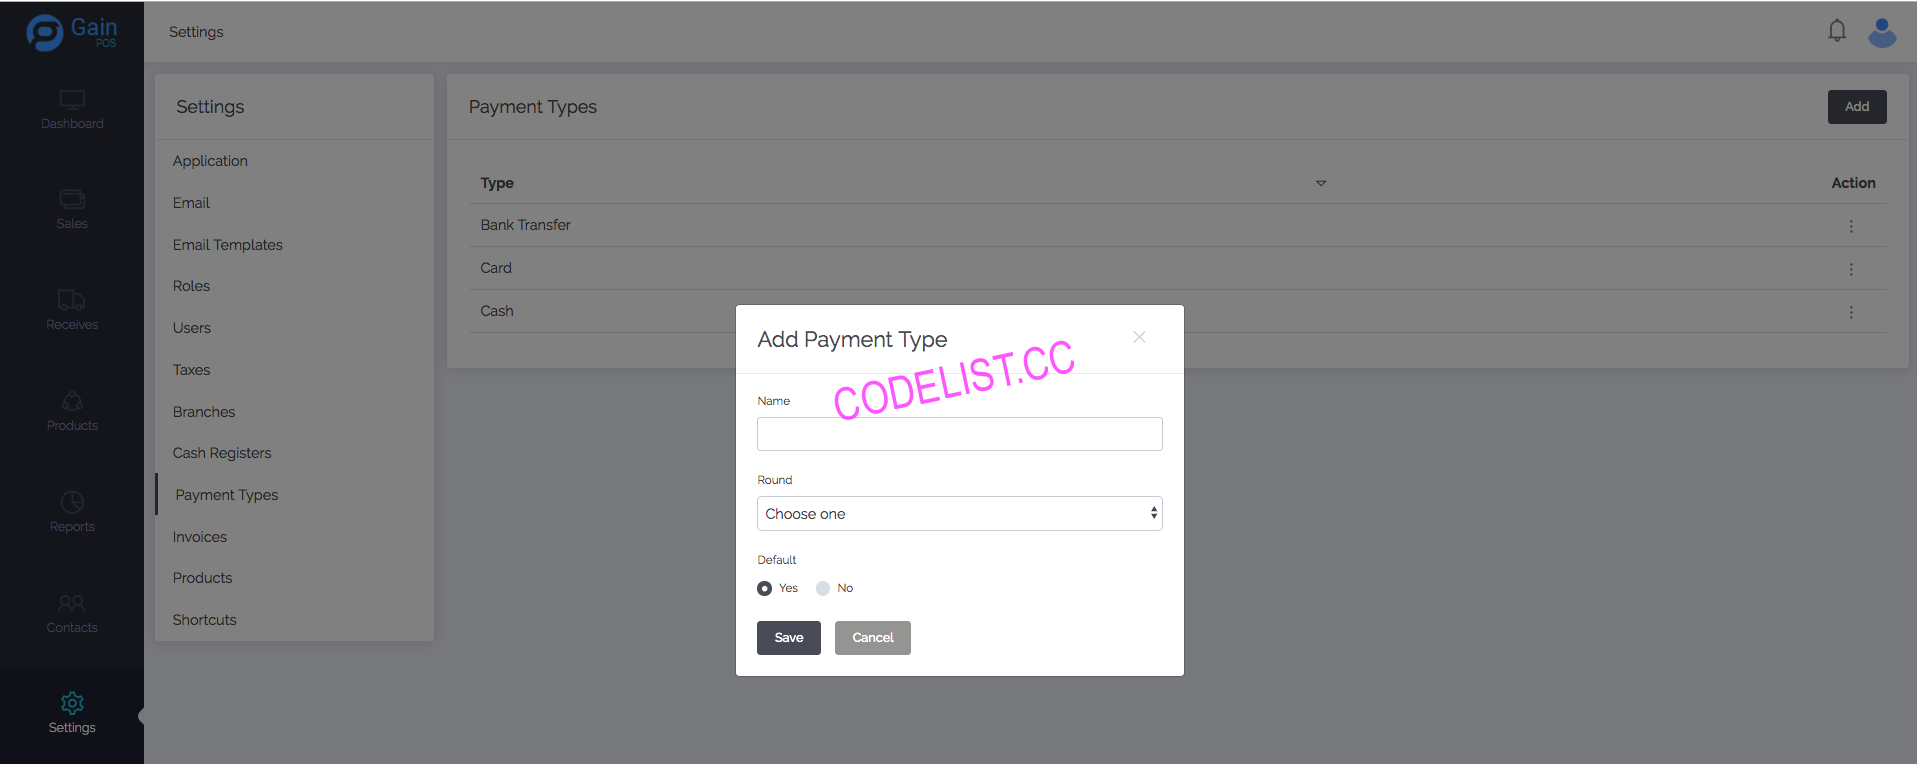 Gain
POS
Settings
Dashboard
Sales
Receives
Products
Reports
Contacts
Settings
Settings
Application
Email
Email Templates
Roles
Users
Taxes
Branches
Cash Registers
Payment Types
Invoices
Products
Shortcuts
Payment Types
Add
Type
Action
Bank Transfer
Card
Cash
Add Payment Type
CODELIST.CC
Name
Round
Choose one
Default
Yes No
Save Cancel